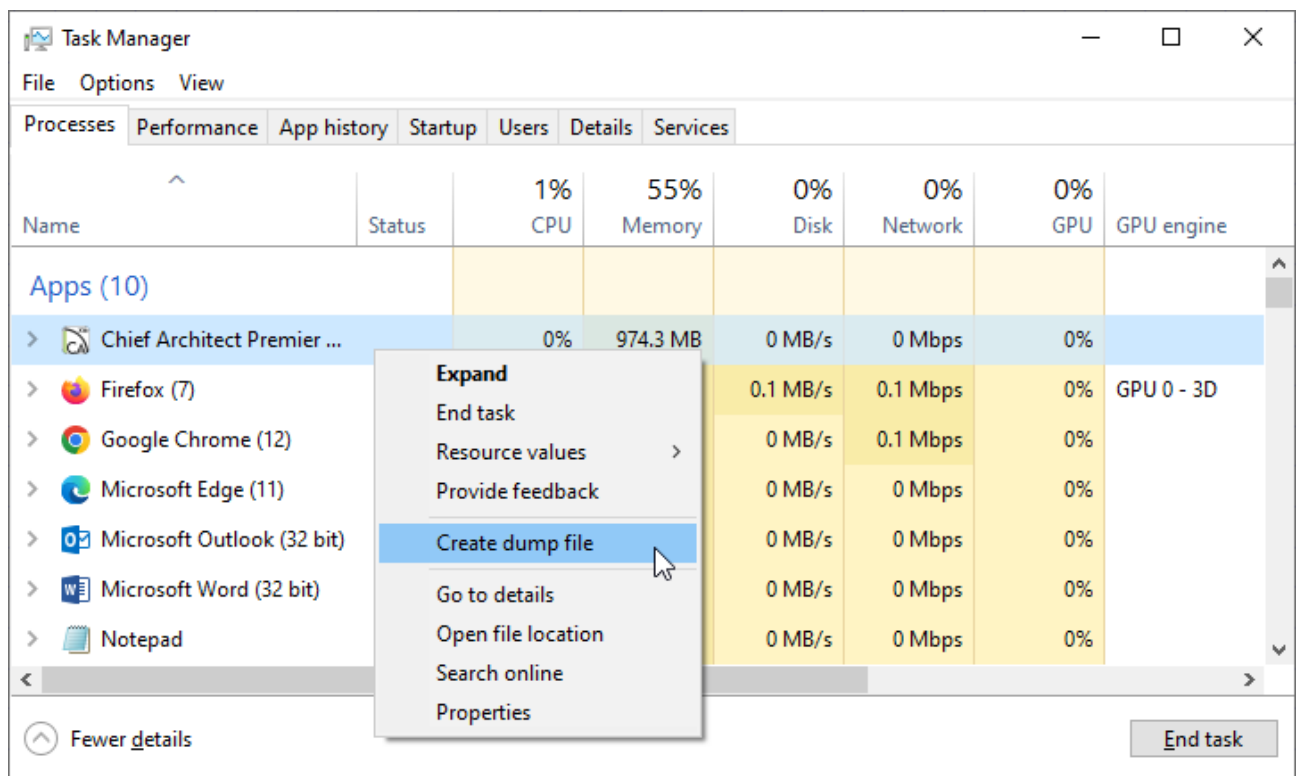 Task Manager
File Options View
Processes Performance App history Startup Users Details Services
1% 55% 0% 0% 0%
Name Status CPU Memory Disk Network GPU GPU engine
Apps (10)
Chief Architect Premier ... 0% 974.3 MB 0 MB/s 0 Mbps 0%
Firefox (7) 0.1 MB/s 0.1 Mbps 0% GPU 0 - 3D
Google Chrome (12) 0 MB/s 0.1 Mbps 0%
Microsoft Edge (11) 0 MB/s 0 Mbps 0%
Microsoft Outlook (32 bit) 0 MB/s 0 Mbps 0%
Microsoft Word (32 bit) 0 MB/s 0 Mbps 0%
Notepad 0 MB/s 0 Mbps 0%
Expand
End task
Resource values
Provide feedback
Create dump file
Go to details
Open file location
Search online
Properties
Fewer details End task